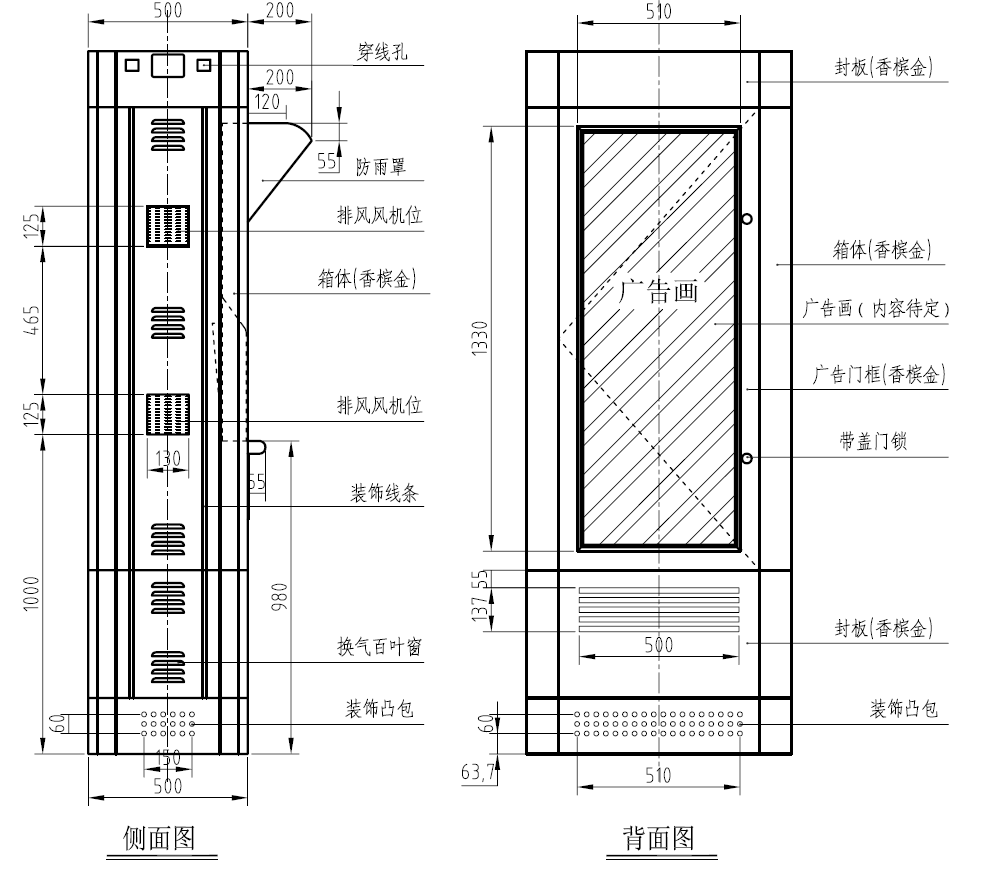 500
200
510
穿线孔
封板(香槟金)
200
120
55
防雨罩
排风风机位
125
箱体(香槟金)
箱体(香槟金)
广告画
465
1330
广告画(内容待定)
广告门框(香槟金)
排风风机位
125
带盖门锁
130
55
装饰线条
1000
980
55
137
封板(香槟金)
500
换气百叶窗
装饰凸包
装饰凸包
60
60
150
63,7
510
500
侧面图
背面图